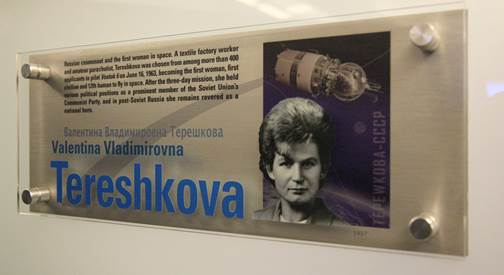 Russian cosmonaut and the first woman in space. A textile factory worker
and amateur parachutist, Tereshkova was chosen from among more than 400
applicants to pilot Vostok 6 on June 16, 1963, becoming the first woman, first
civilian and 12th human to fly in space. After the three-day mission, she held
various political positions as a prominent member of the Soviet Union's
Communist Party, and in post-Soviet Russia she remains revered as a
national hero.
Валентина Владимировна Терешкова
Valentina Vladimirovna
Tereshkova
ТЕРЕШКОВА-СССР
1937